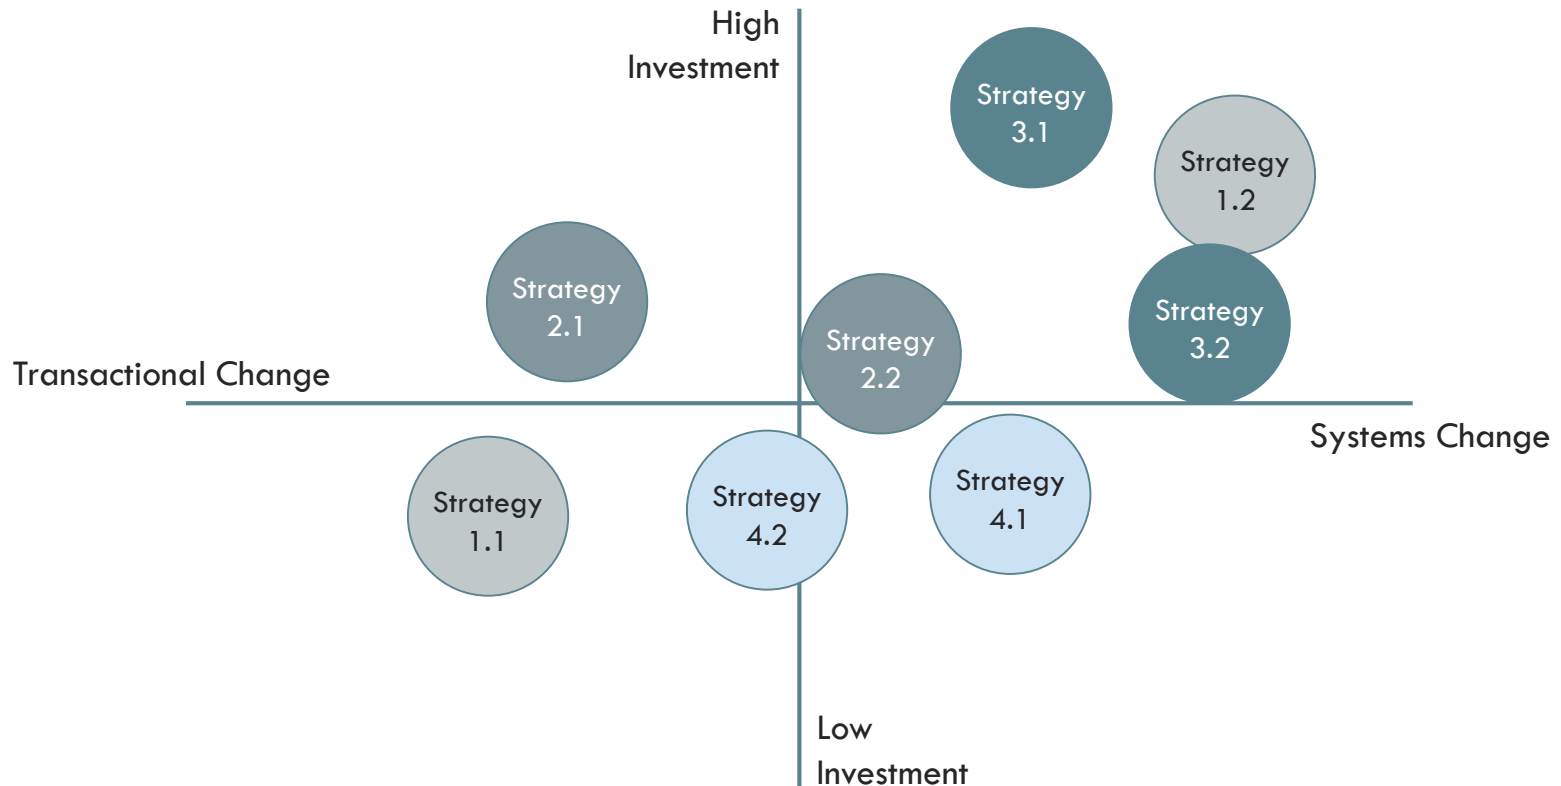 High
Investment
Strategy
3.1
Strategy
1.2
Strategy
2.1
Strategy
3.2
Strategy
2.2
Transactional Change
Systems Change
Strategy
1.1
Strategy
4.2
Strategy
4.1
Low
Investment